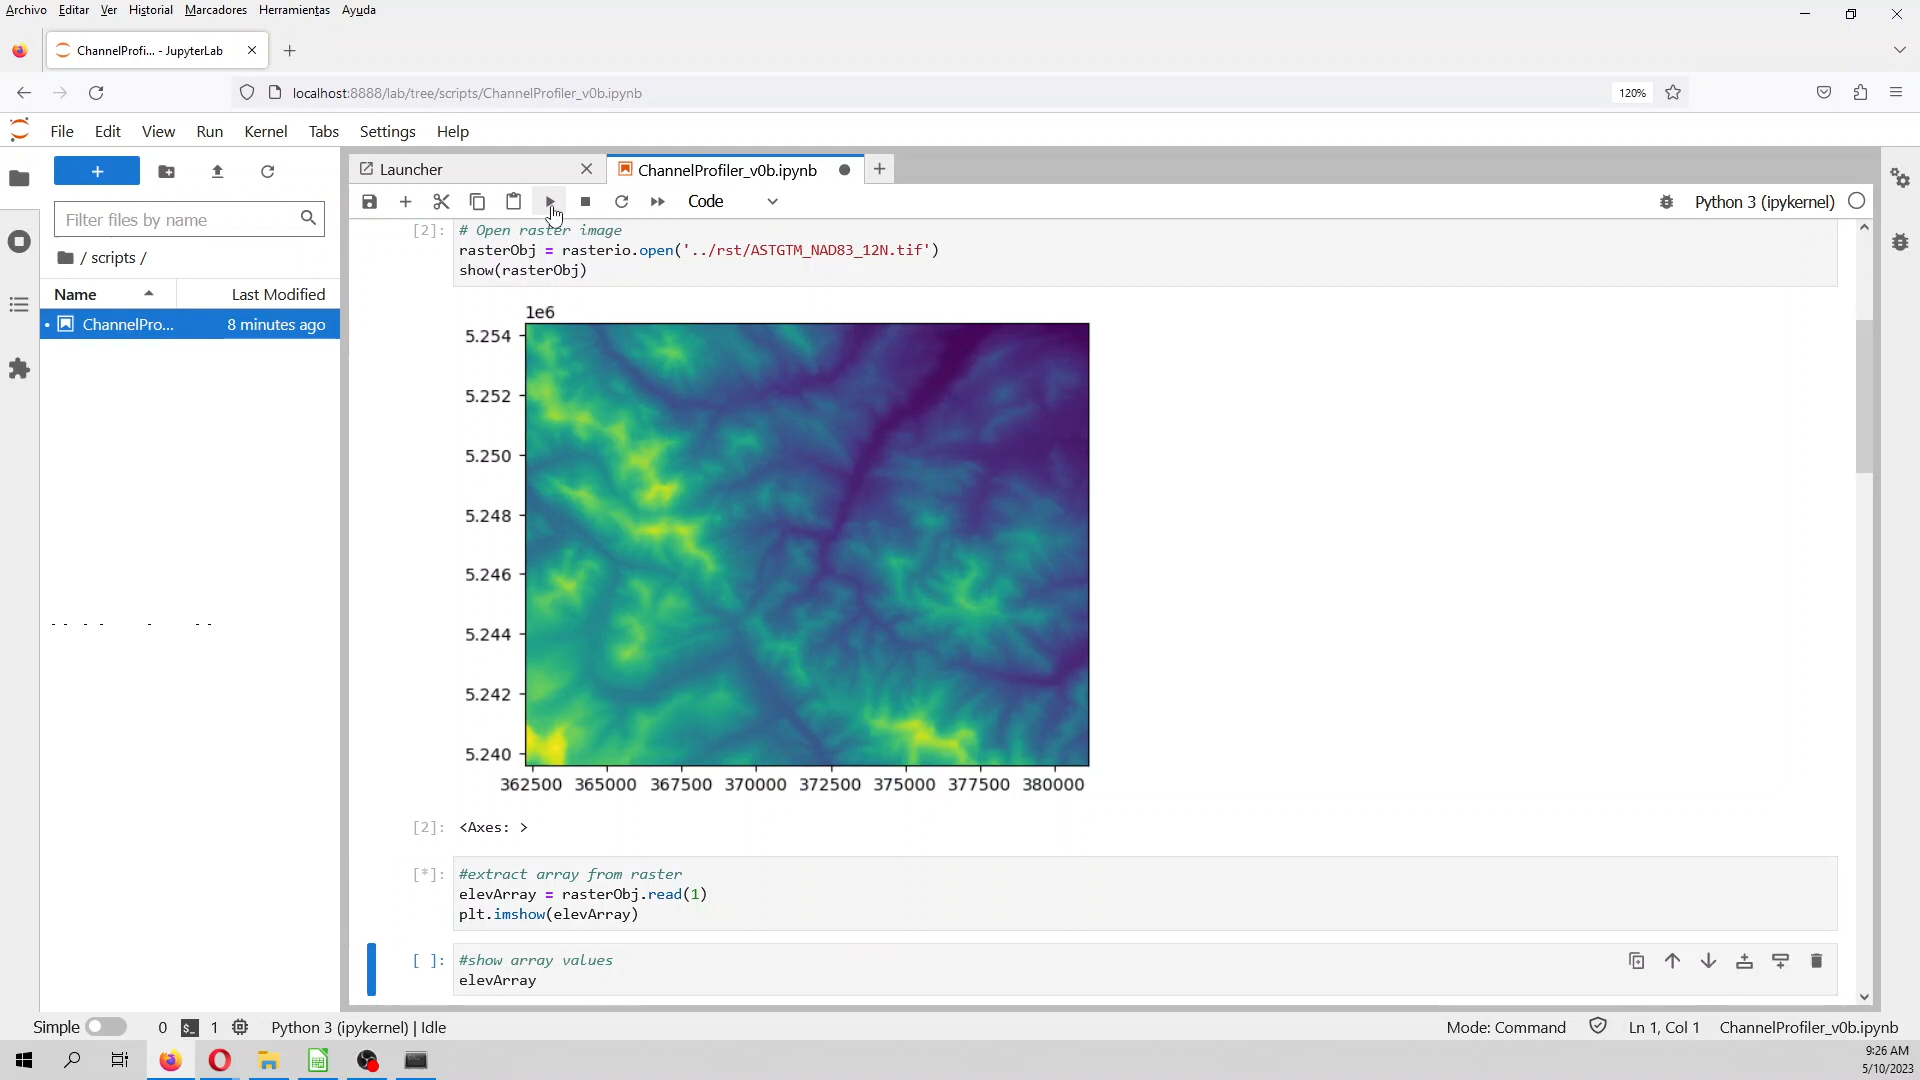 Archivo Editar Ver Historial Marcadores Herramientas Ayuda
ChannelProfi... - JupyterLab
localhost:8888/lab/tree/scripts/ChannelProfiler_v0b.ipynb
120%
File Edit View Run Kernel Tabs Settings Help
Filter files by name
/ scripts /
Name Last Modified
ChannelPro... 8 minutes ago
Launcher
ChannelProfiler_v0b.ipynb
Code
Python 3 (ipykernel)
[2]: # Open raster image
rasterObj = rasterio.open('../rst/ASTGTM_NAD83_12N.tif')
show(rasterObj)
1e6
5.254
5.252
5.250
5.248
5.246
5.244
5.242
5.240
362500 365000 367500 370000 372500 375000 377500 380000
[2]: <Axes: >
[*]: #extract array from raster
elevArray = rasterObj.read(1)
plt.imshow(elevArray)
[ ]: #show array values
elevArray
Simple 0 1 Python 3 (ipykernel) | Idle
Mode: Command Ln 1, Col 1 ChannelProfiler_v0b.ipynb
9:26 AM
5/10/2023